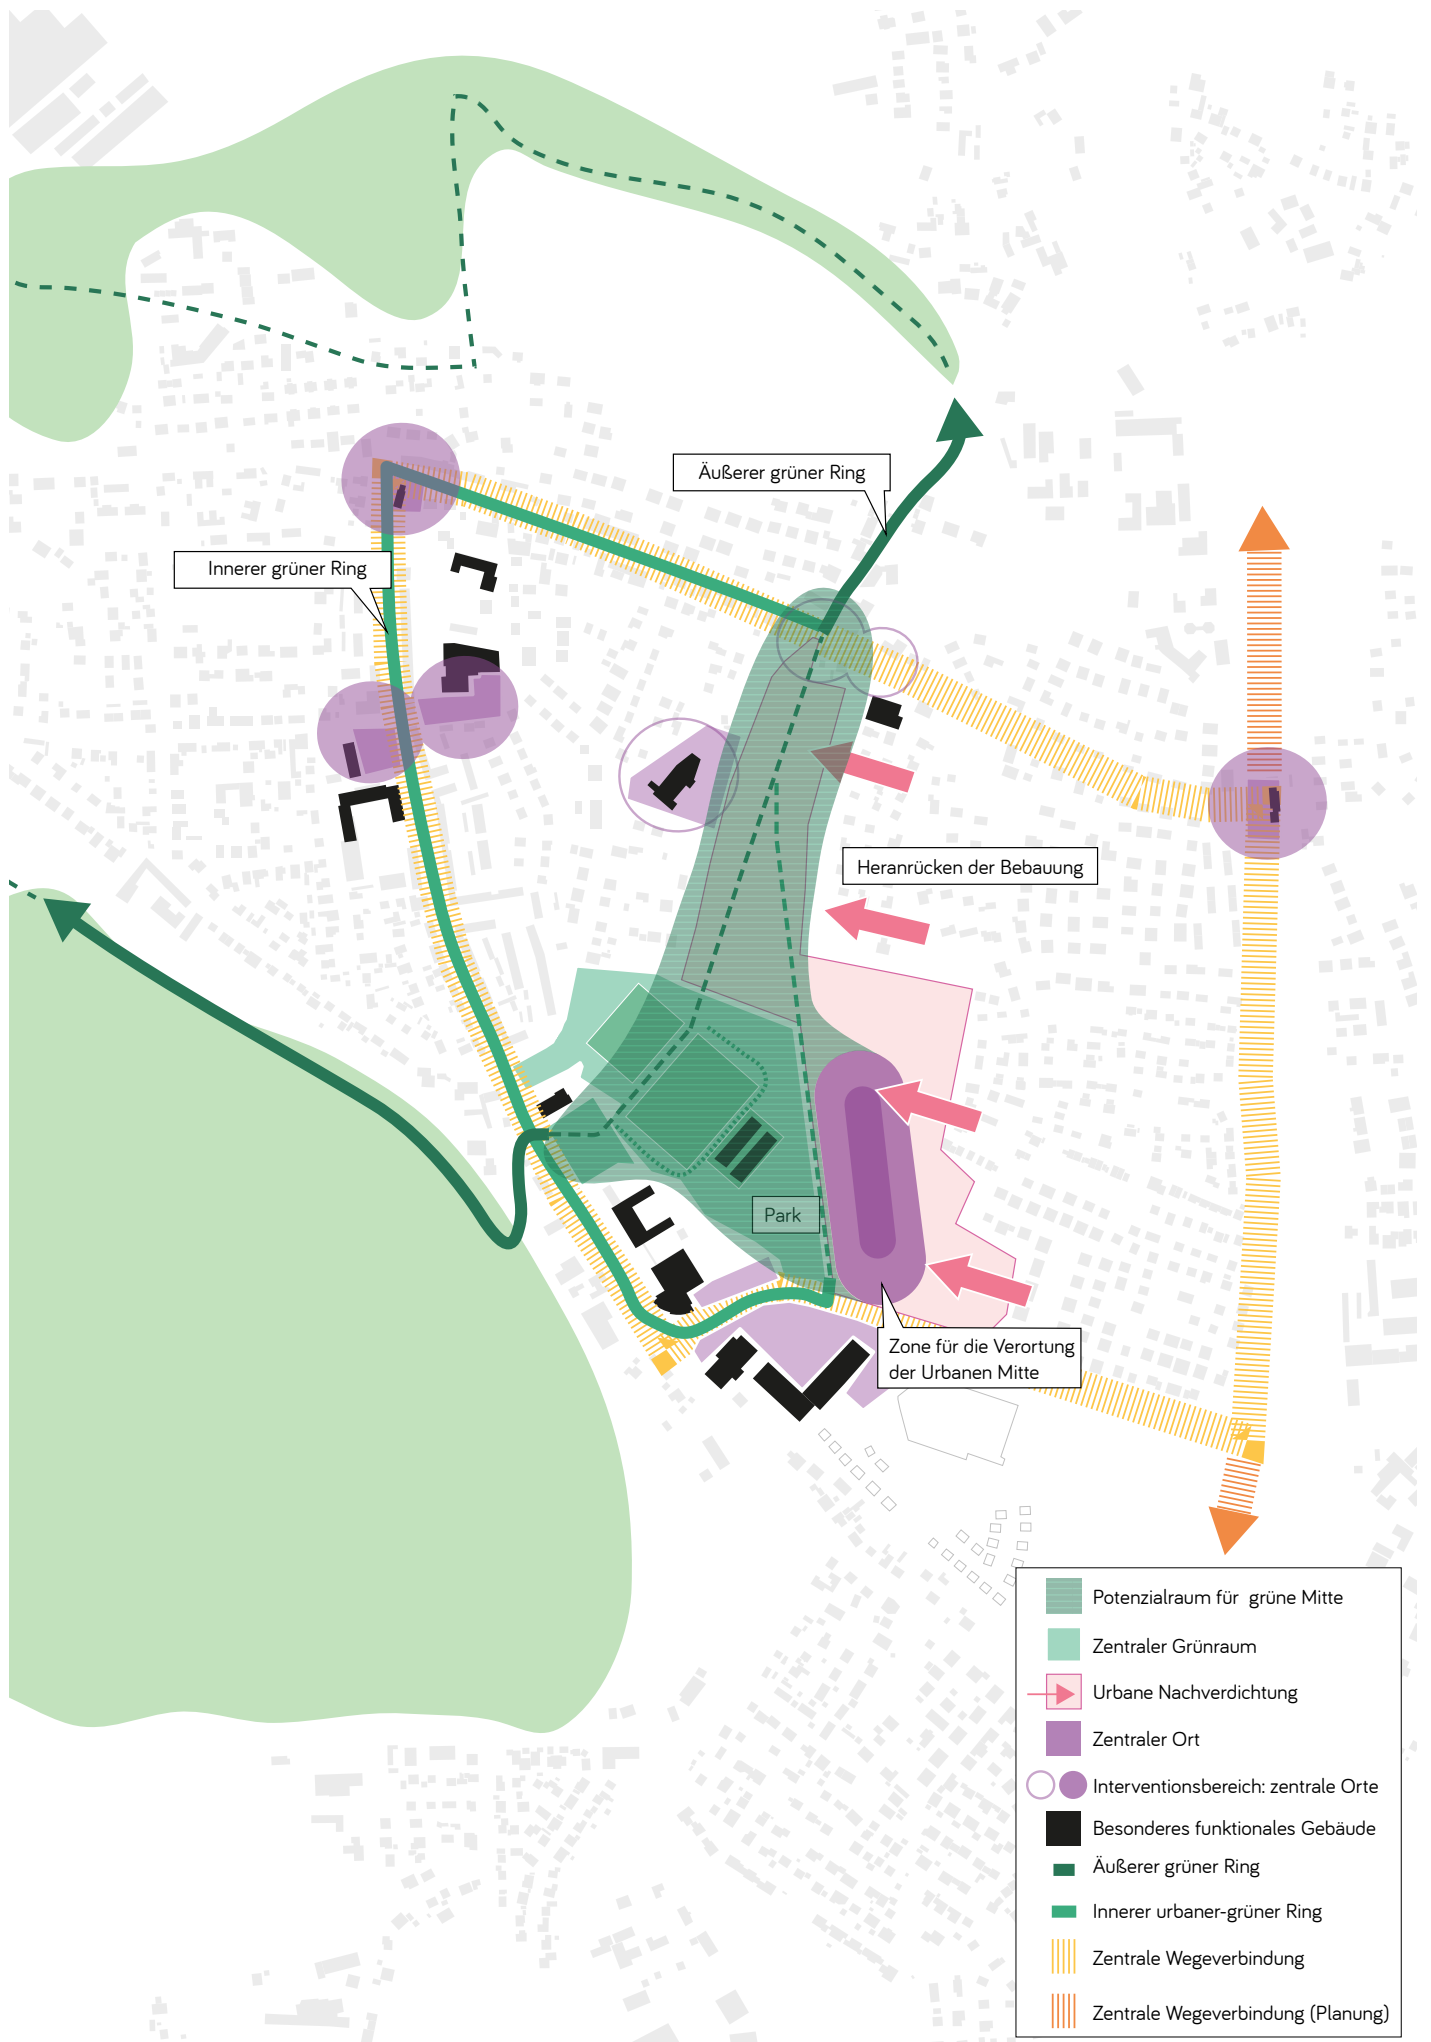 Äußerer grüner Ring
Innerer grüner Ring
Heranrücken der Bebauung
Park
Zone für die Verortung
der Urbanen Mitte
Potenzialraum für grüne Mitte
Zentraler Grünraum
Urbane Nachverdichtung
Zentraler Ort
Interventionsbereich: zentrale Orte
Besonderes funktionales Gebäude
Äußerer grüner Ring
Innerer urbaner-grüner Ring
Zentrale Wegeverbindung
Zentrale Wegeverbindung (Planung)